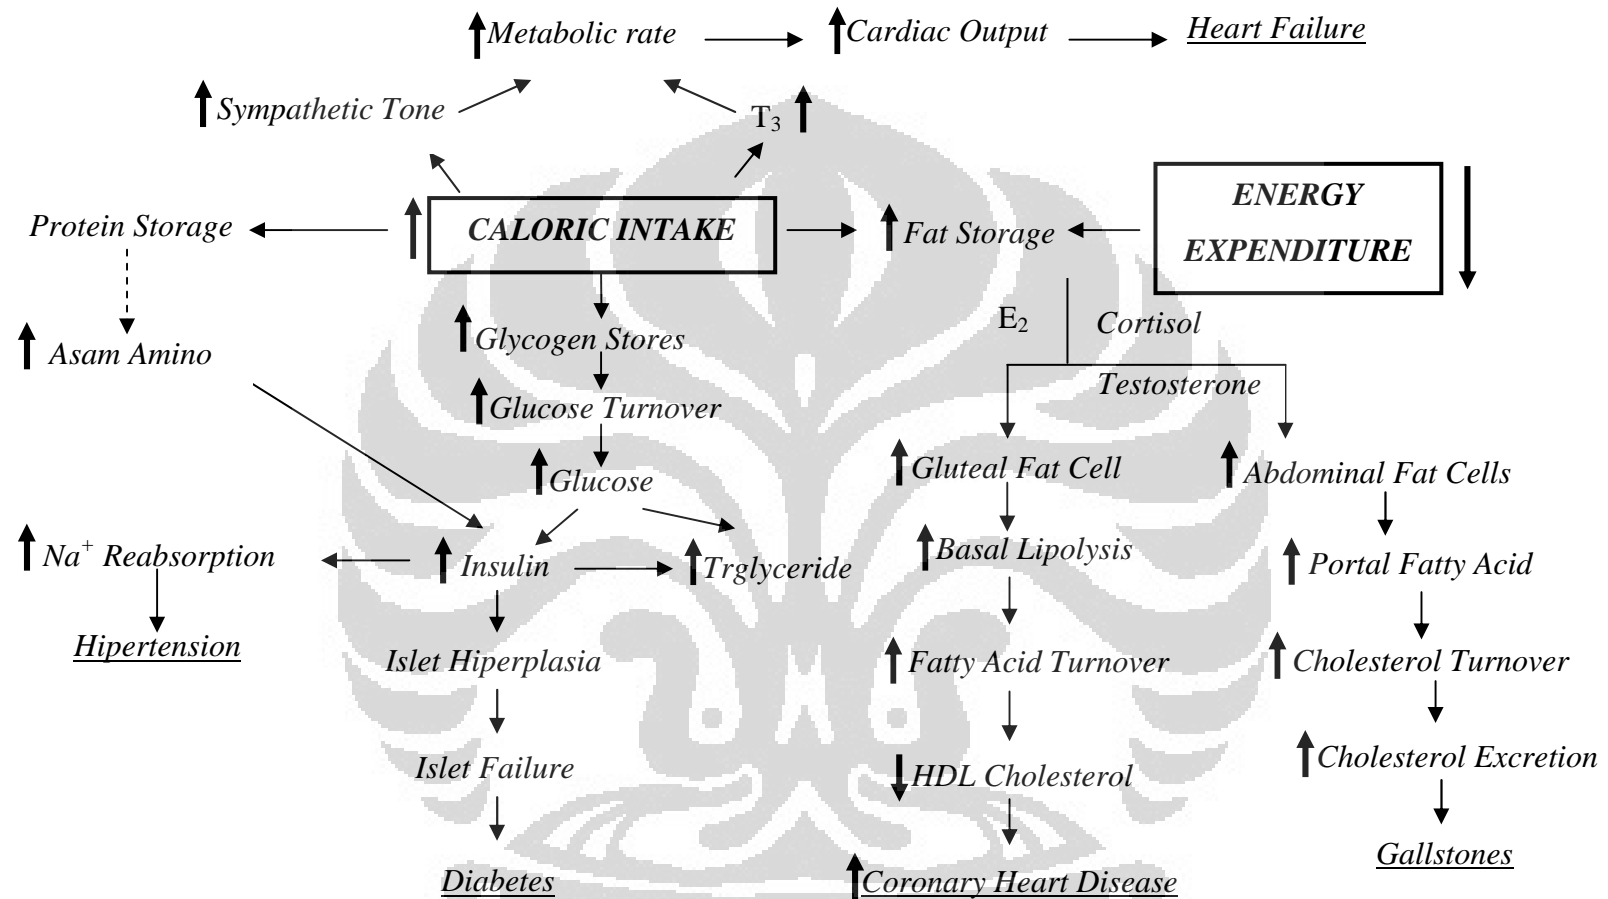 Metabolic rate
Cardiac Output
Heart Failure
Sympathetic Tone
T₃
Protein Storage
CALORIC INTAKE
Fat Storage
ENERGY
EXPENDITURE
E₂
Cortisol
Asam Amino
Glycogen Stores
Testosterone
Glucose Turnover
Gluteal Fat Cell
Abdominal Fat Cells
Glucose
Na⁺ Reabsorption
Insulin
Trglyceride
Basal Lipolysis
Portal Fatty Acid
Hipertension
Islet Hiperplasia
Fatty Acid Turnover
Cholesterol Turnover
Islet Failure
HDL Cholesterol
Cholesterol Excretion
Diabetes
Coronary Heart Disease
Gallstones